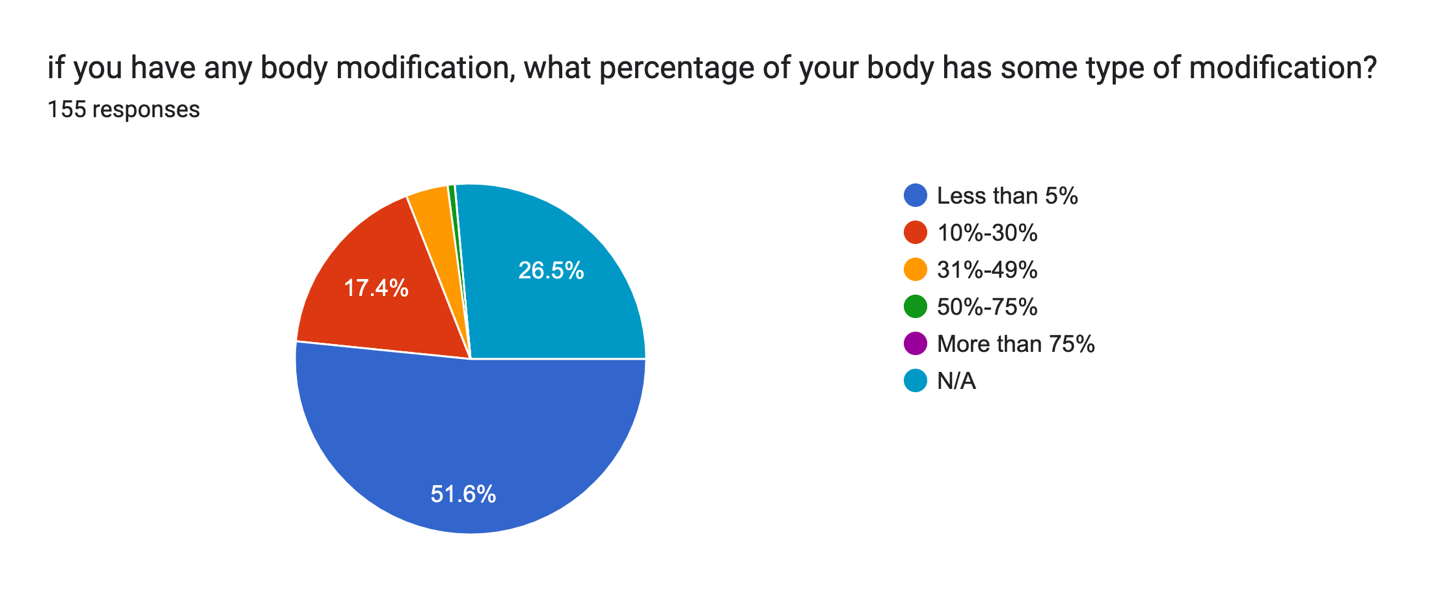 if you have any body modification, what percentage of your body has some type of modification?
155 responses
Less than 5%
10%-30%
31%-49%
50%-75%
More than 75%
N/A
26.5%
17.4%
51.6%